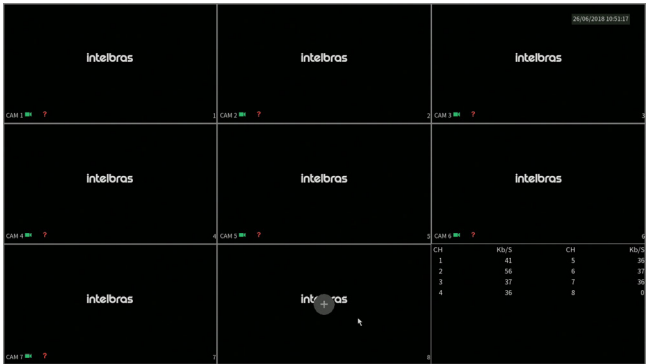 26/06/2018 10:51:17
intelbras
intelbras
intelbras
CAM 1 ? 1
CAM 2 ? 2
CAM 3 ? 3
intelbras
intelbras
intelbras
CAM 4 ? 4
CAM 5 ? 5
CAM 6 ? 6
CH Kb/S CH Kb/S
1 41 5 36
2 56 6 37
3 37 7 36
4 36 8 0
intelbras
intelbras
+
CAM 7 ? 7
8